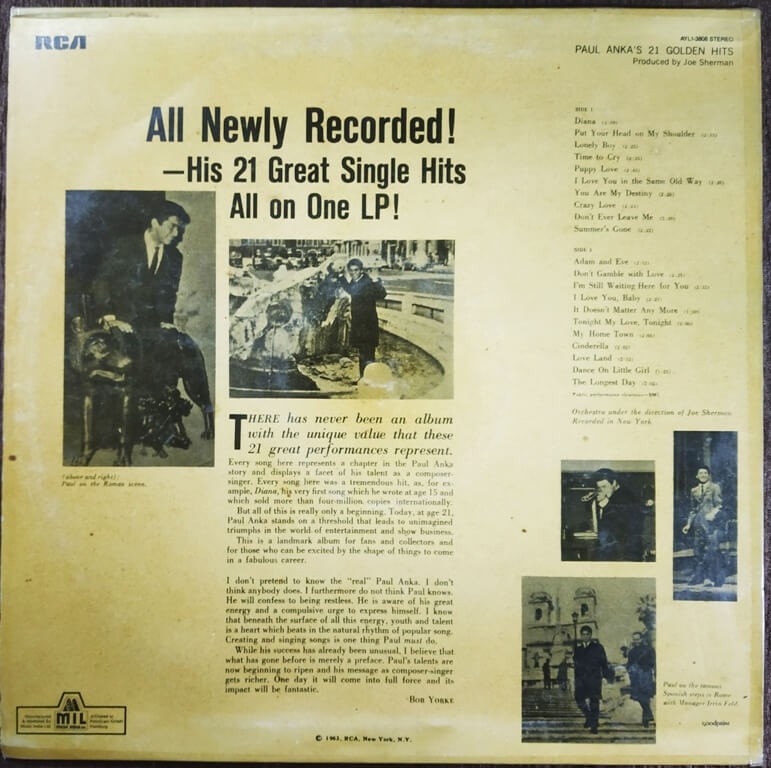 RCA
AYL1-3808 STEREO
PAUL ANKA'S 21 GOLDEN HITS
Produced by Joe Sherman
All Newly Recorded!
—His 21 Great Single Hits
All on One LP!
SIDE 1
Diana
Put Your Head on My Shoulder
Lonely Boy
Time to Cry
Puppy Love
I Love You in the Same Old Way
You Are My Destiny
Crazy Love
Don't Ever Leave Me
Summer's Gone
SIDE 2
Adam and Eve
Don't Gamble with Love
I'm Still Waiting Here for You
I Love You, Baby
It Doesn't Matter Any More
Tonight My Love, Tonight
My Home Town
Cinderella
Love Land
Dance On Little Girl
The Longest Day
Public performance clearance—BMI.
Orchestra under the direction of Joe Sherman
Recorded in New York
(above and right):
Paul on the Roman scene.
THERE has never been an album
with the unique value that these
21 great performances represent.
Every song here represents a chapter in the Paul Anka
story and displays a facet of his talent as a composer-
singer. Every song here was a tremendous hit, as, for ex-
ample, Diana, his very first song which he wrote at age 15 and
which sold more than four-million copies internationally.
But all of this is really only a beginning. Today, at age 21,
Paul Anka stands on a threshold that leads to unimagined
triumphs in the world of entertainment and show business.
This is a landmark album for fans and collectors and
for those who can be excited by the shape of things to come
in a fabulous career.
I don't pretend to know the "real" Paul Anka. I don't
think anybody does. I furthermore do not think Paul knows.
He will confess to being restless. He is aware of his great
energy and a compulsive urge to express himself. I know
that beneath the surface of all this energy, youth and talent
is a heart which beats in the natural rhythm of popular song.
Creating and singing songs is one thing Paul must do.
While his success has already been unusual, I believe that
what has gone before is merely a preface. Paul's talents are
now beginning to ripen and his message as composer-singer
gets richer. One day it will come into full force and its
impact will be fantastic.
BOB YORKE
Paul on the famous
Spanish steps in Rome
with Manager Irvin Feld.
goodprint
Manufactured
& marketed by
Music India Ltd
MIL
MUSIC INDIA LTD
Affiliated to
Polydor
Hamburg
© 1963, RCA, New York, N.Y.